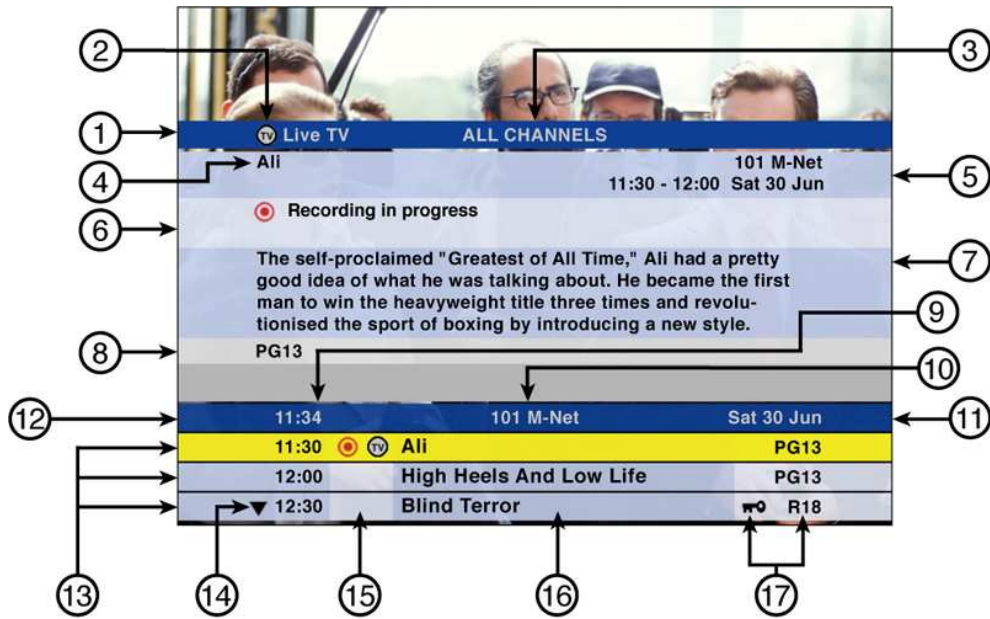 2
3
1
TV Live TV ALL CHANNELS
4
Ali 101 M-Net
11:30 - 12:00 Sat 30 Jun
5
6
Recording in progress
7
The self-proclaimed "Greatest of All Time," Ali had a pretty
good idea of what he was talking about. He became the first
man to win the heavyweight title three times and revolu-
tionised the sport of boxing by introducing a new style.
8
PG13
9
10
12
11:34 101 M-Net Sat 30 Jun
11
11:30 TV Ali PG13
12:00 High Heels And Low Life PG13
12:30 Blind Terror R18
13
14
15
16
17